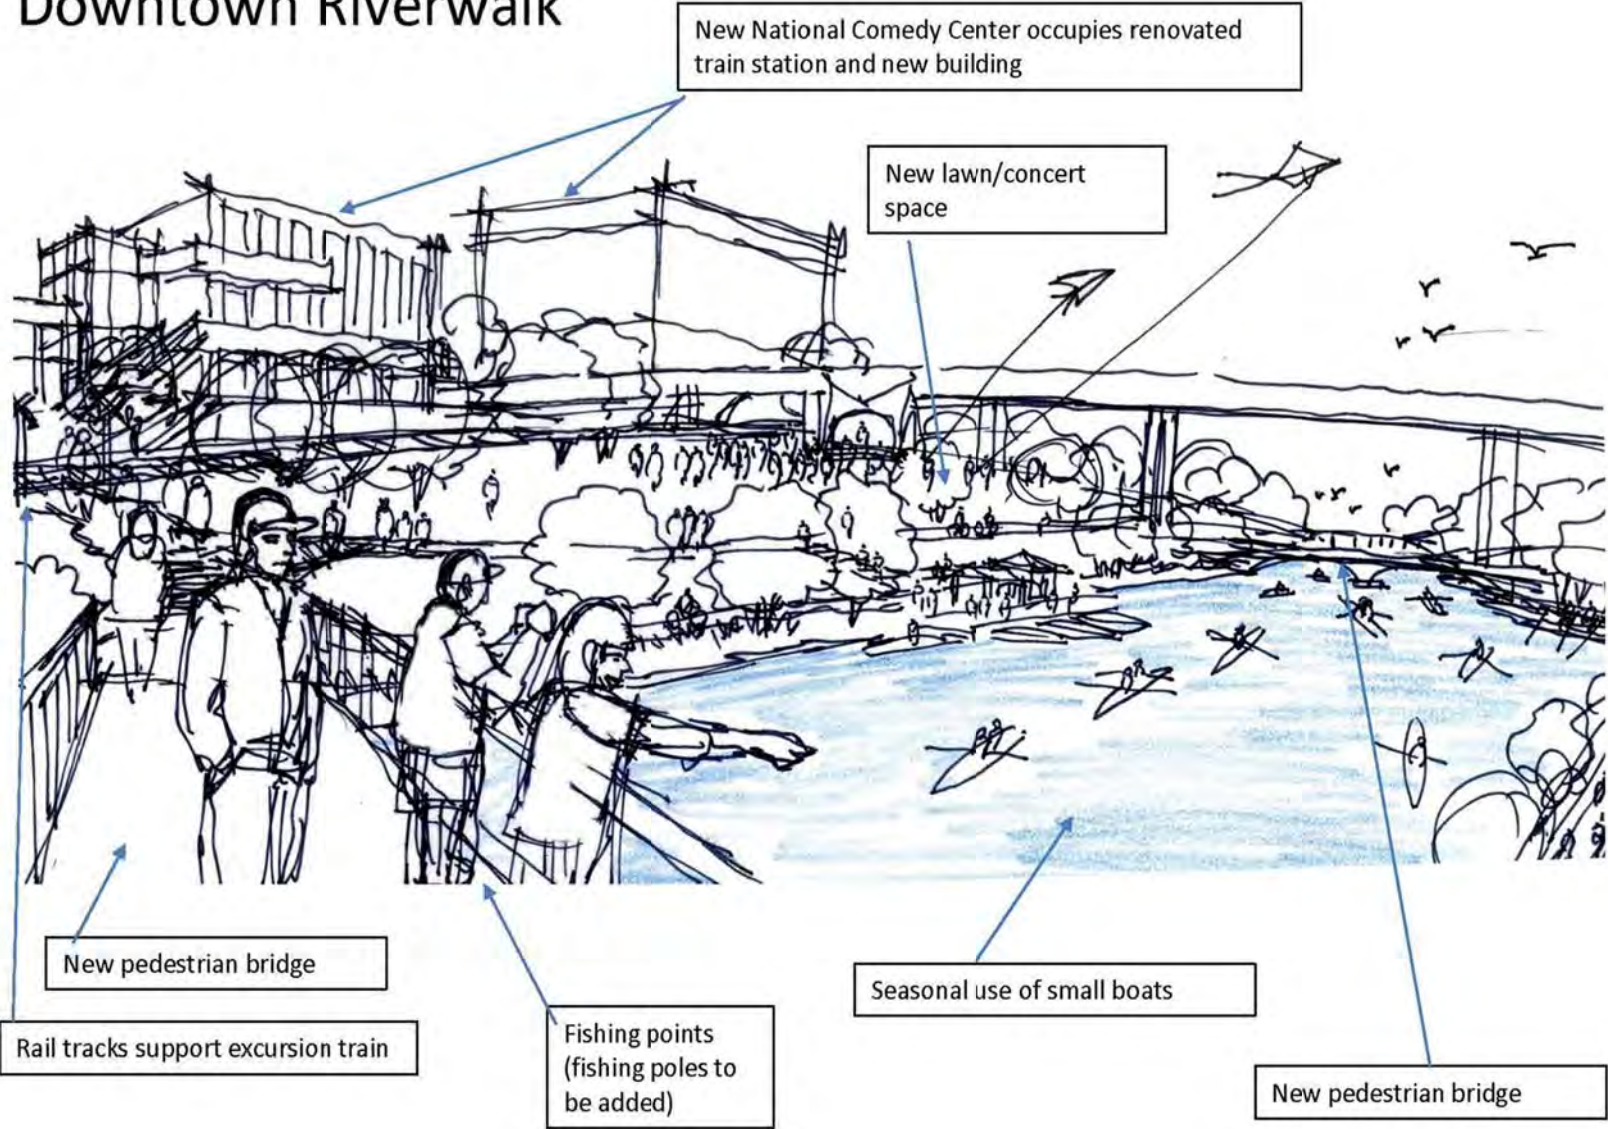 Downtown Riverwalk
New National Comedy Center occupies renovated
train station and new building
New lawn/concert
space
New pedestrian bridge
Rail tracks support excursion train
Fishing points
(fishing poles to
be added)
Seasonal use of small boats
New pedestrian bridge